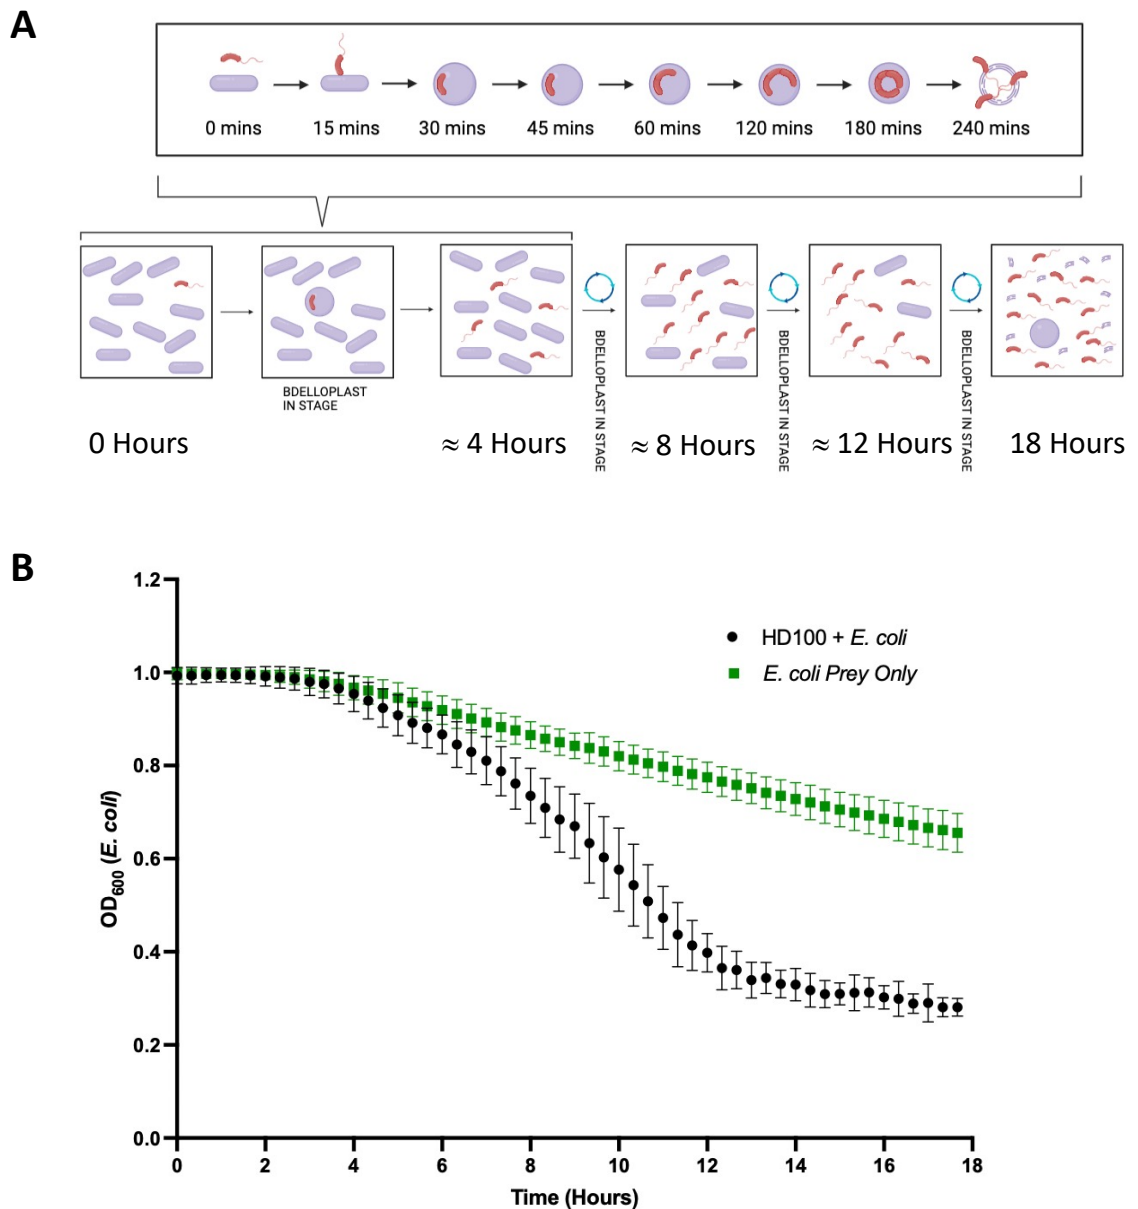 A
0 mins
15 mins
30 mins
45 mins
60 mins
120 mins
180 mins
240 mins
BDELLOPLAST
IN STAGE
BDELLOPLAST IN STAGE
BDELLOPLAST IN STAGE
BDELLOPLAST IN STAGE
0 Hours
≈ 4 Hours
≈ 8 Hours
≈ 12 Hours
18 Hours
B
1.2
1.0
0.8
0.6
0.4
0.2
0.0
OD600 (E. coli)
HD100 + E. coli
E. coli Prey Only
0
2
4
6
8
10
12
14
16
18
Time (Hours)